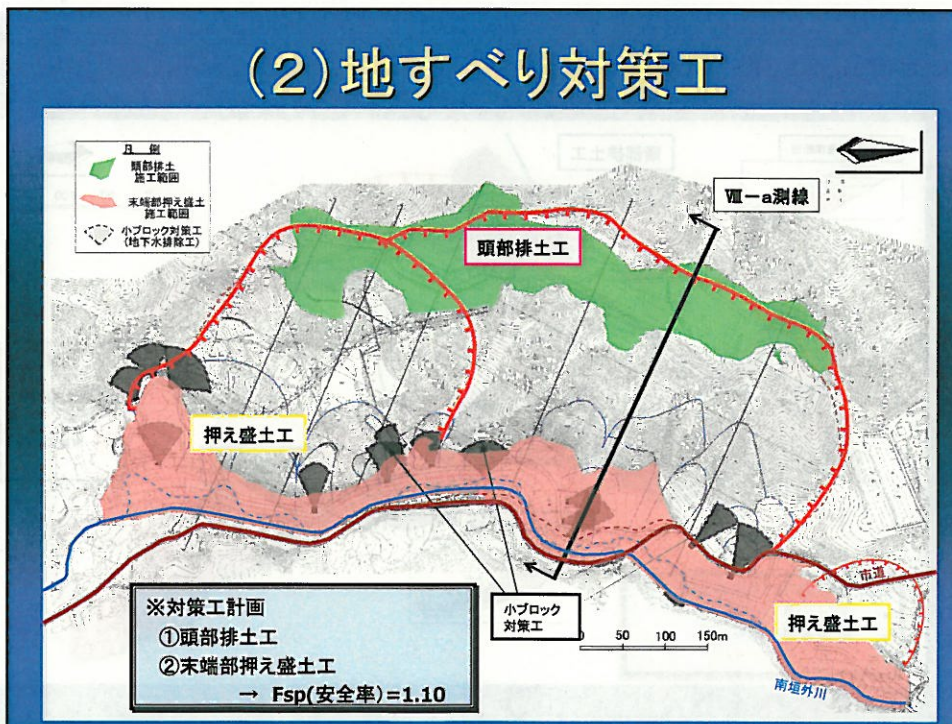 (2)地すべり対策工
凡 例
頭部排土
施工範囲
末端部押え盛土
施工範囲
小ブロック対策工
(地下水排除工)
Ⅶ-a測線
頭部排土工
押え盛土工
市道
小ブロック
対策工
0 50 100 150m
押え盛土工
南垣外川
※対策工計画
①頭部排土工
②末端部押え盛土工
→ Fsp(安全率)=1.10